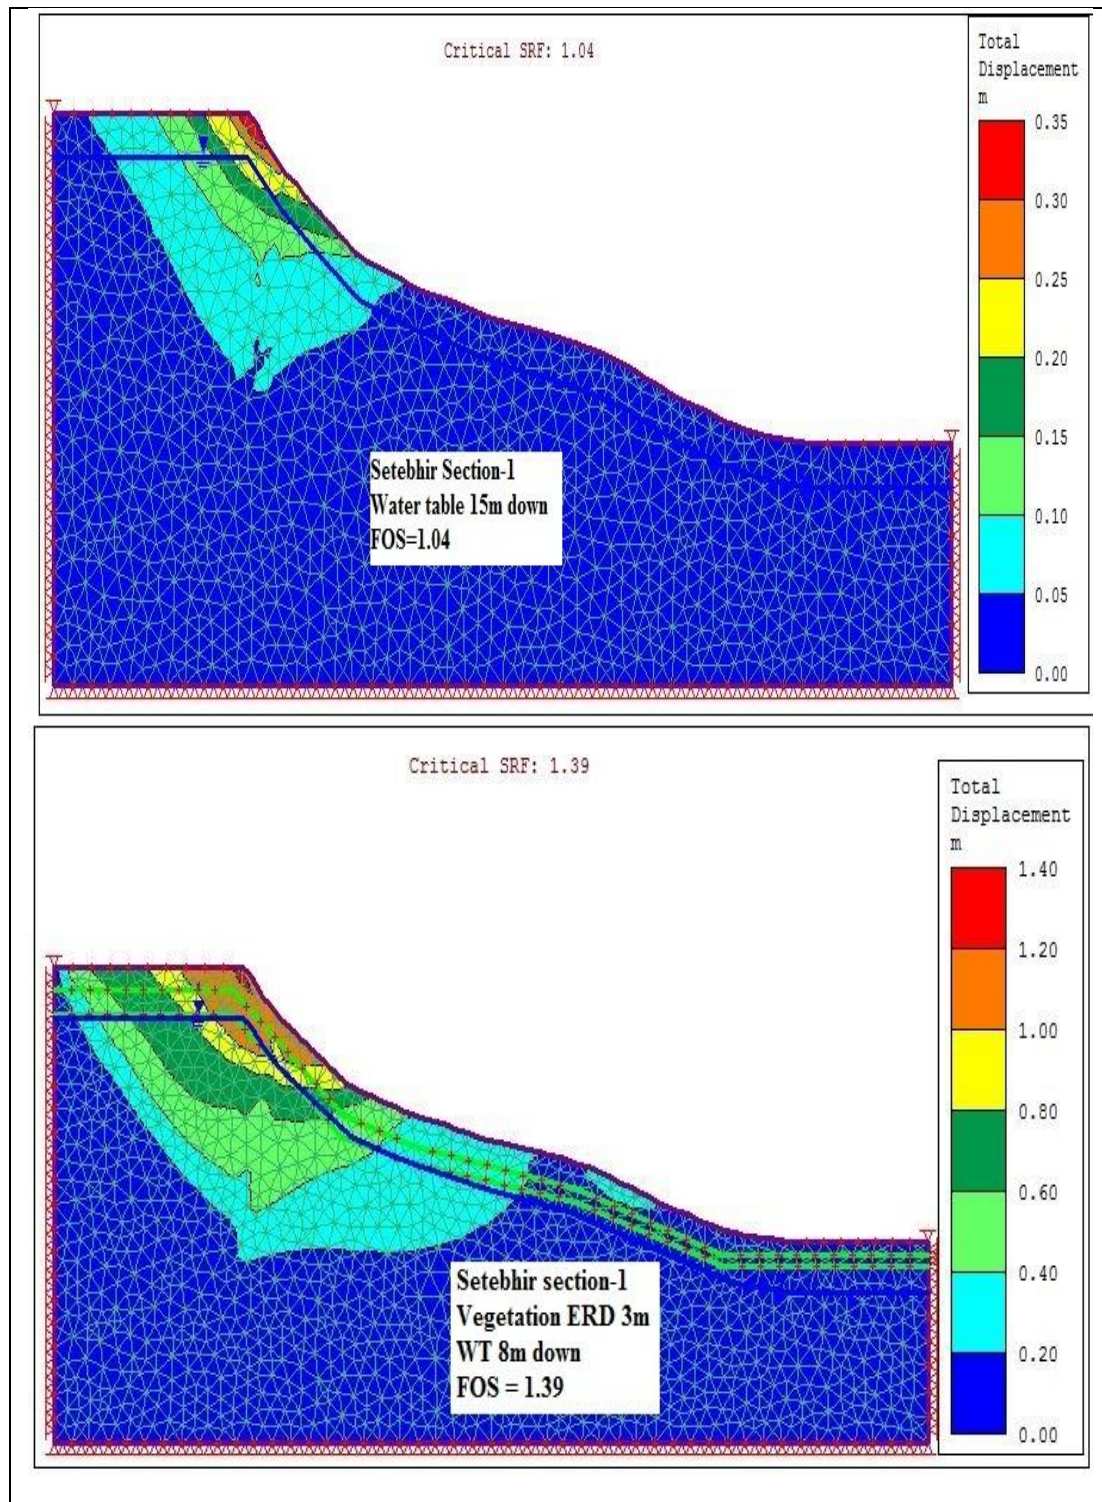 Critical SRF: 1.04
Total
Displacement
m
0.35
0.30
0.25
0.20
0.15
0.10
0.05
0.00
Setebhir Section-1
Water table 15m down
FOS=1.04
Critical SRF: 1.39
Total
Displacement
m
1.40
1.20
1.00
0.80
0.60
0.40
0.20
0.00
Setebhir section-1
Vegetation ERD 3m
WT 8m down
FOS = 1.39